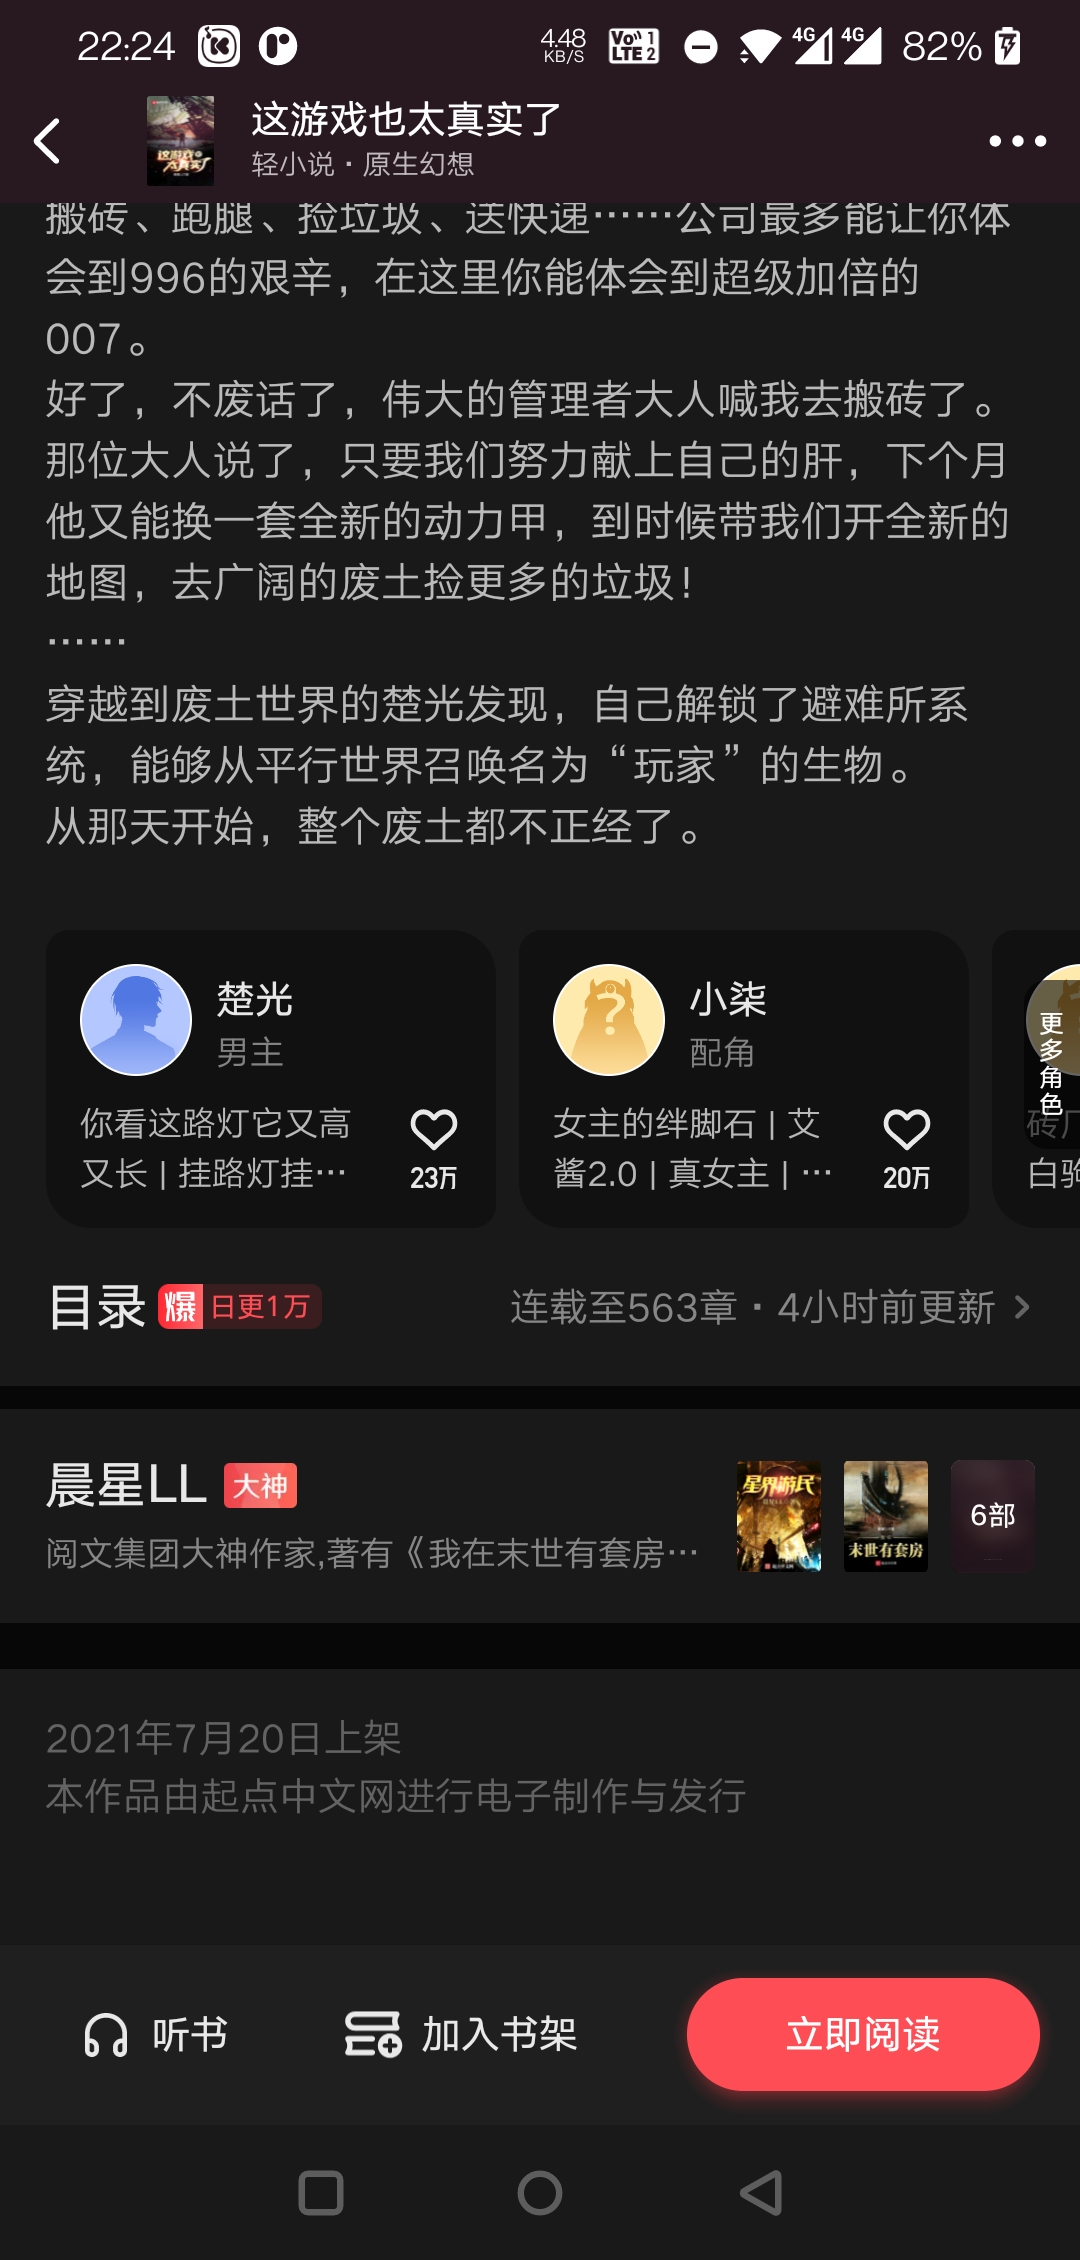 22:24
4.48 KB/S
VoLTE 1 2
4G
4G
82%
这游戏也太真实了
轻小说·原生幻想
搬砖、跑腿、捡垃圾、送快递……公司最多能让你体
会到996的艰辛，在这里你能体会到超级加倍的
007。
好了，不废话了，伟大的管理者大人喊我去搬砖了。
那位大人说了，只要我们努力献上自己的肝，下个月
他又能换一套全新的动力甲，到时候带我们开全新的
地图，去广阔的废土捡更多的垃圾！
……
穿越到废土世界的楚光发现，自己解锁了避难所系
统，能够从平行世界召唤名为“玩家”的生物。
从那天开始，整个废土都不正经了。
楚光
男主
你看这路灯它又高
又长 | 挂路灯挂…
23万
小柒
配角
女主的绊脚石 | 艾
酱2.0 | 真女主 | …
20万
更多角色
砖厂
白驹
目录
爆
日更1万
连载至563章·4小时前更新
晨星LL
大神
阅文集团大神作家,著有《我在末世有套房…
星界游民
末世有套房
6部
2021年7月20日上架
本作品由起点中文网进行电子制作与发行
听书
加入书架
立即阅读